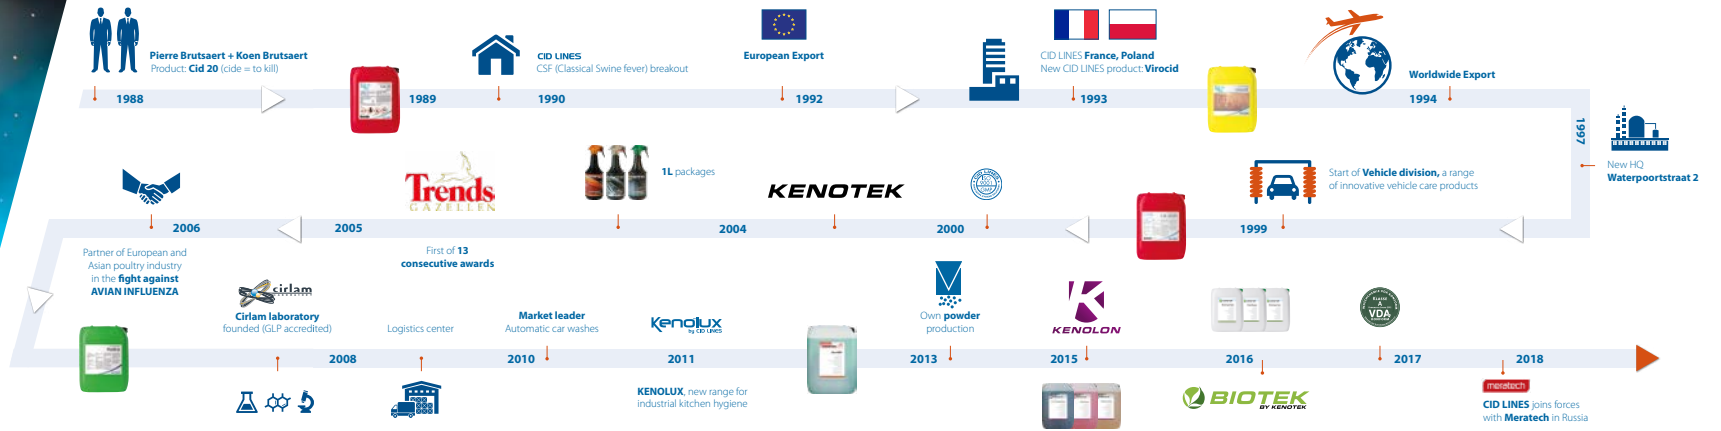 Pierre Brutsaert + Koen Brutsaert
Product: Cid 20 (cide = to kill)
1988
1989
CID LINES
CSF (Classical Swine fever) breakout
1990
European Export
1992
CID LINES France, Poland
New CID LINES product: Virocid
1993
Worldwide Export
1994
1997
New HQ
Waterpoortstraat 2
Start of Vehicle division, a range
of innovative vehicle care products
1999
2000
KENOTEK
2004
1L packages
Trends
GAZELLEN
2005
First of 13
consecutive awards
2006
Partner of European and
Asian poultry industry
in the fight against
AVIAN INFLUENZA
cirlam
Cirlam laboratory
founded (GLP accredited)
2008
Logistics center
Market leader
Automatic car washes
2010
Kenolux
by CID LINES
2011
KENOLUX, new range for
industrial kitchen hygiene
Own powder
production
2013
KENOLON
2015
2016
BIOTEK
BY KENOTEK
KLASSE
A
VDA
2017
2018
meratech
CID LINES joins forces
with Meratech in Russia